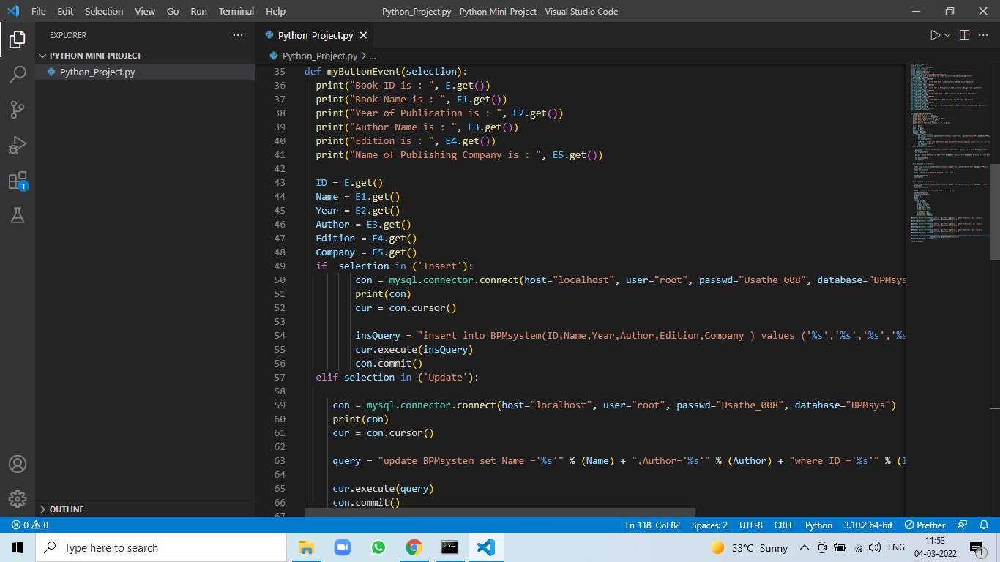 File Edit Selection View Go Run Terminal Help Python_Project.py - Python Mini-Project - Visual Studio Code
EXPLORER
PYTHON MINI-PROJECT
Python_Project.py
Python_Project.py
Python_Project.py > ...
35 def myButtonEvent(selection):
36 print("Book ID is : ", E.get())
37 print("Book Name is : ", E1.get())
38 print("Year of Publication is : ", E2.get())
39 print("Author Name is : ", E3.get())
40 print("Edition is : ", E4.get())
41 print("Name of Publishing Company is : ", E5.get())
42
43 ID = E.get()
44 Name = E1.get()
45 Year = E2.get()
46 Author = E3.get()
47 Edition = E4.get()
48 Company = E5.get()
49 if  selection in ('Insert'):
50 con = mysql.connector.connect(host="localhost", user="root", passwd="Usathe_008", database="BPMsys
51 print(con)
52 cur = con.cursor()
53
54 insQuery = "insert into BPMsystem(ID,Name,Year,Author,Edition,Company ) values ('%s','%s','%s','%s
55 cur.execute(insQuery)
56 con.commit()
57 elif selection in ('Update'):
58
59 con = mysql.connector.connect(host="localhost", user="root", passwd="Usathe_008", database="BPMsys")
60 print(con)
61 cur = con.cursor()
62
63 query = "update BPMsystem set Name ='%s'" % (Name) + ",Author='%s'" % (Author) + "where ID ='%s'" % (I
64
65 cur.execute(query)
66 con.commit()
67
OUTLINE
0 0 Ln 118, Col 82 Spaces: 2 UTF-8 CRLF Python 3.10.2 64-bit Prettier
Type here to search 33°C Sunny ENG 11:53
04-03-2022
1
1